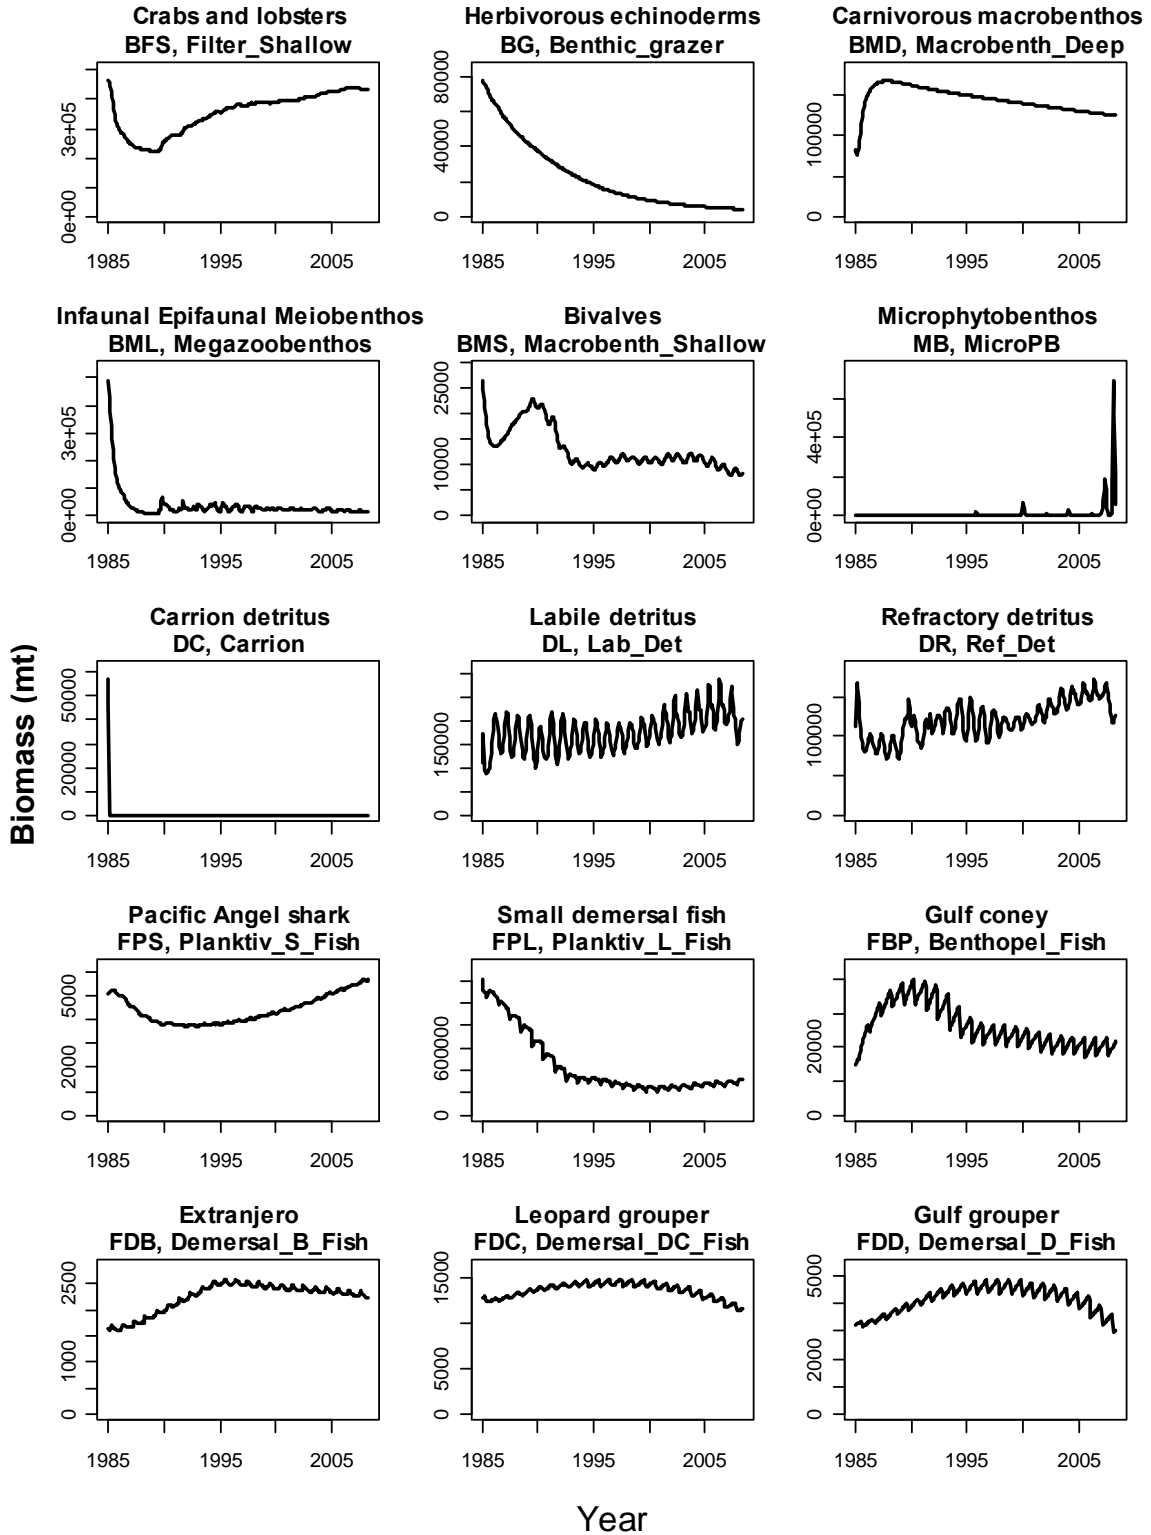 Crabs and lobsters
BFS, Filter_Shallow
0e+00 3e+05
1985 1995 2005
Herbivorous echinoderms
BG, Benthic_grazer
0 40000 80000
1985 1995 2005
Carnivorous macrobenthos
BMD, Macrobenth_Deep
0 100000
1985 1995 2005
Infaunal Epifaunal Meiobenthos
BML, Megazoobenthos
0e+00 3e+05
1985 1995 2005
Bivalves
BMS, Macrobenth_Shallow
0 10000 25000
1985 1995 2005
Microphytobenthos
MB, MicroPB
0e+00 4e+05
1985 1995 2005
Carrion detritus
DC, Carrion
0 20000 50000
1985 1995 2005
Labile detritus
DL, Lab_Det
0 150000
1985 1995 2005
Refractory detritus
DR, Ref_Det
0 100000
1985 1995 2005
Pacific Angel shark
FPS, Planktiv_S_Fish
0 2000 5000
1985 1995 2005
Small demersal fish
FPL, Planktiv_L_Fish
0 600000
1985 1995 2005
Gulf coney
FBP, Benthopel_Fish
0 20000
1985 1995 2005
Extranjero
FDB, Demersal_B_Fish
0 1000 2500
1985 1995 2005
Leopard grouper
FDC, Demersal_DC_Fish
0 5000 15000
1985 1995 2005
Gulf grouper
FDD, Demersal_D_Fish
0 2000 5000
1985 1995 2005
Biomass (mt)
Year